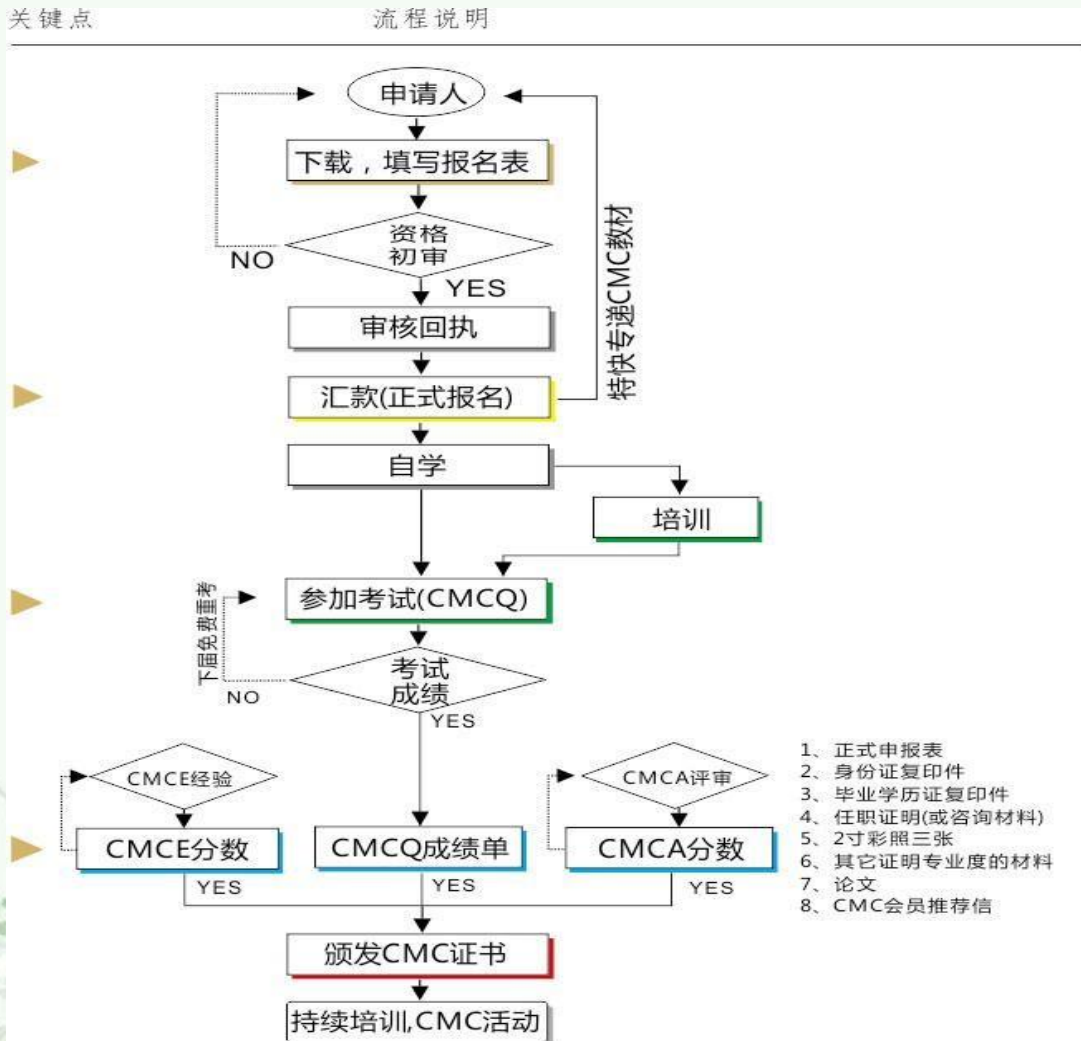 关键点
流程说明
申请人
下载，填写报名表
资格
初审
NO
YES
审核回执
特快专递CMC教材
汇款(正式报名)
自学
培训
参加考试(CMCQ)
下届免费重考
考试
成绩
NO
YES
CMCE经验
CMCA评审
CMCE分数
CMCQ成绩单
CMCA分数
YES
YES
YES
1、正式申报表
2、身份证复印件
3、毕业学历证复印件
4、任职证明(或咨询材料)
5、2寸彩照三张
6、其它证明专业度的材料
7、论文
8、CMC会员推荐信
颁发CMC证书
持续培训,CMC活动